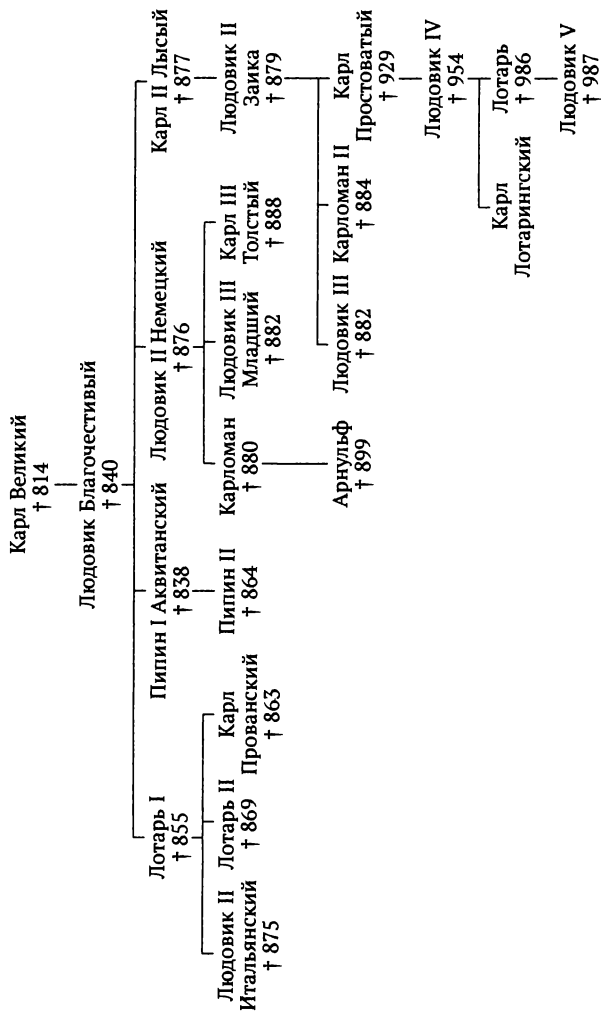 Карл Великий
† 814
Людовик Благочестивый
† 840
Лотарь I
† 855
Пипин I Аквитанский
† 838
Людовик II Немецкий
† 876
Карл II Лысый
† 877
Людовик II
Итальянский
† 875
Лотарь II
† 869
Карл
Прованский
† 863
Пипин II
† 864
Карломан
† 880
Людовик III
Младший
† 882
Карл III
Толстый
† 888
Людовик II
Заика
† 879
Арнульф
† 899
Людовик III
† 882
Карломан II
† 884
Карл
Простоватый
† 929
Людовик IV
† 954
Карл
Лотарингский
Лотарь
† 986
Людовик V
† 987